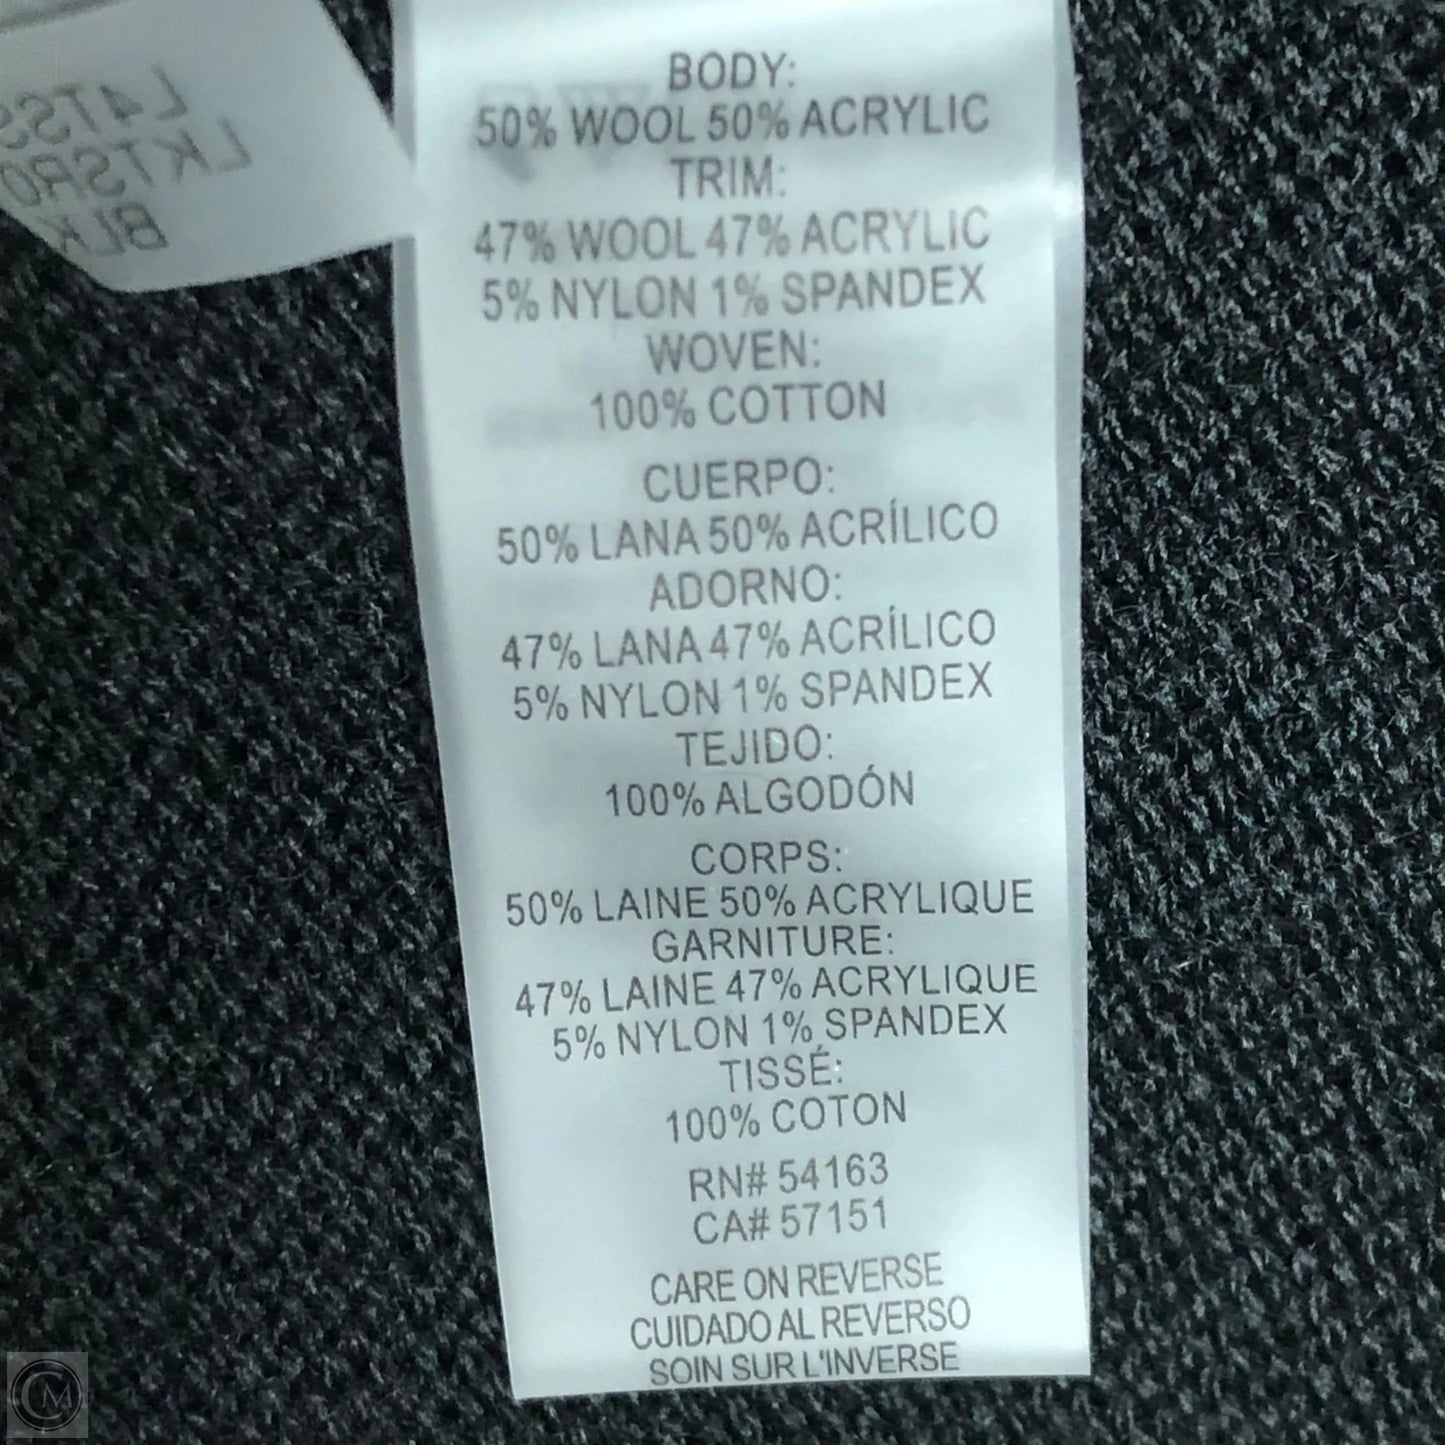 BODY:
50% WOOL 50% ACRYLIC
TRIM:
47% WOOL 47% ACRYLIC
5% NYLON 1% SPANDEX
WOVEN:
100% COTTON
CUERPO:
50% LANA 50% ACRÍLICO
ADORNO:
47% LANA 47% ACRÍLICO
5% NYLON 1% SPANDEX
TEJIDO:
100% ALGODÓN
CORPS:
50% LAINE 50% ACRYLIQUE
GARNITURE:
47% LAINE 47% ACRYLIQUE
5% NYLON 1% SPANDEX
TISSÉ:
100% COTON
RN# 54163
CA# 57151
CARE ON REVERSE
CUIDADO AL REVERSO
SOIN SUR L'INVERSE